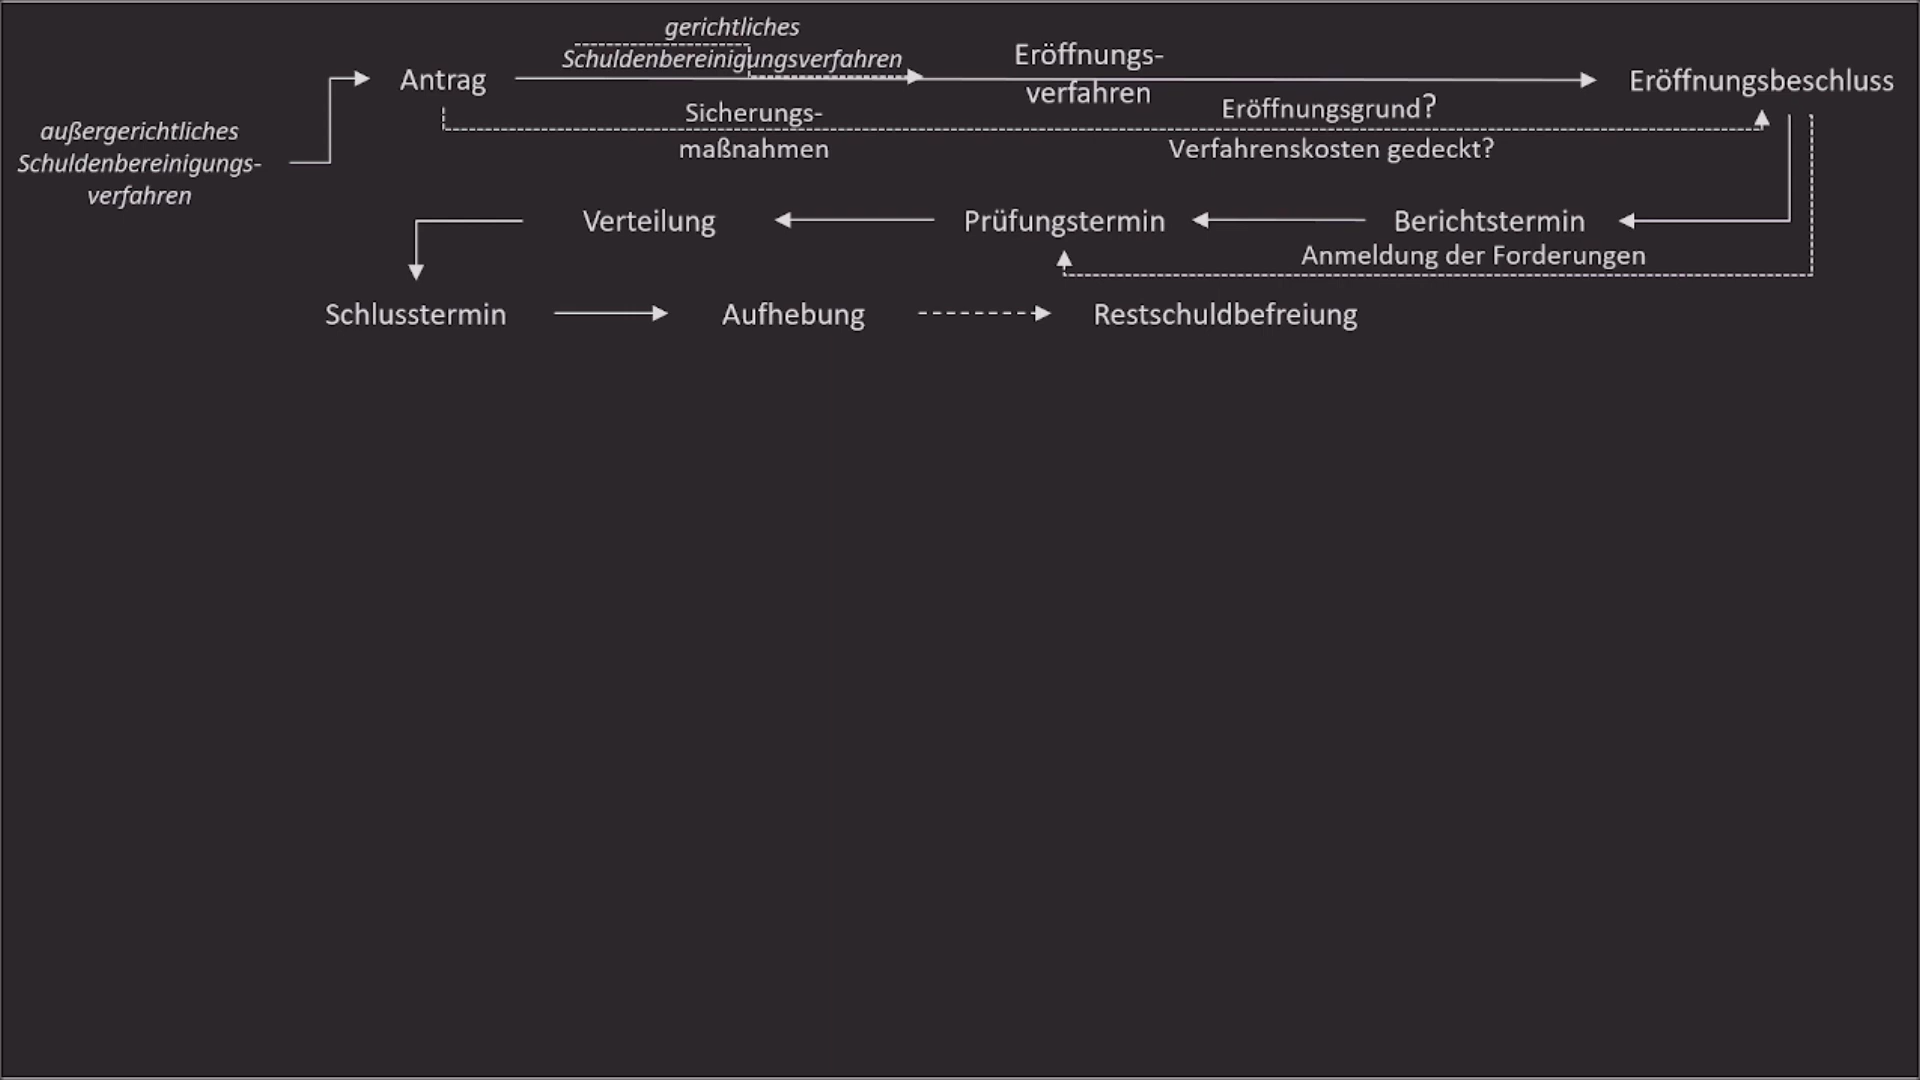 gerichtliches
Schuldenbereinigungsverfahren
Antrag
Eröffnungs-
verfahren
Eröffnungsbeschluss
außergerichtliches
Schuldenbereinigungs-
verfahren
Sicherungs-
maßnahmen
Eröffnungsgrund?
Verfahrenskosten gedeckt?
Verteilung
Prüfungstermin
Berichtstermin
Anmeldung der Forderungen
Schlusstermin
Aufhebung
Restschuldbefreiung